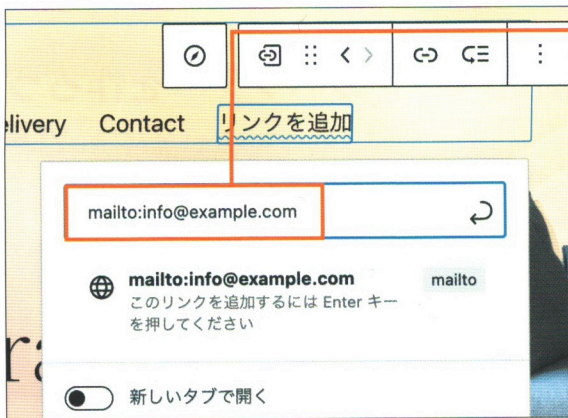 elivery Contact リンクを追加
mailto:info@example.com
mailto:info@example.com mailto
このリンクを追加するには Enter キー
を押してください
ra
新しいタブで開く